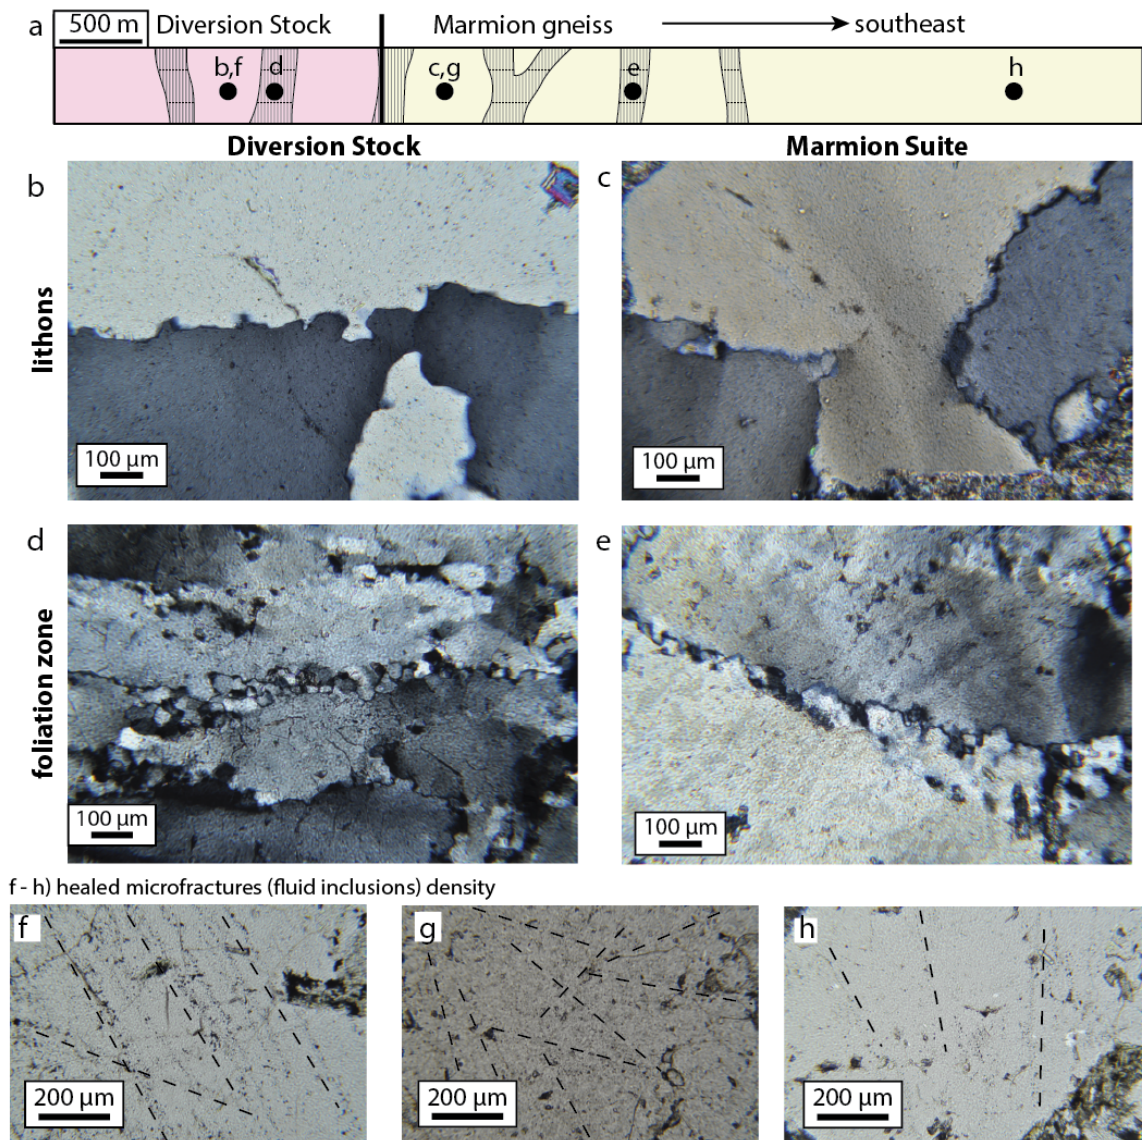 a
500 m
Diversion Stock
Marmion gneiss
southeast
b,f
d
c,g
e
h
Diversion Stock
Marmion Suite
lithons
b
100 µm
c
100 µm
foliation zone
d
100 µm
e
100 µm
f - h) healed microfractures (fluid inclusions) density
f
200 µm
g
200 µm
h
200 µm